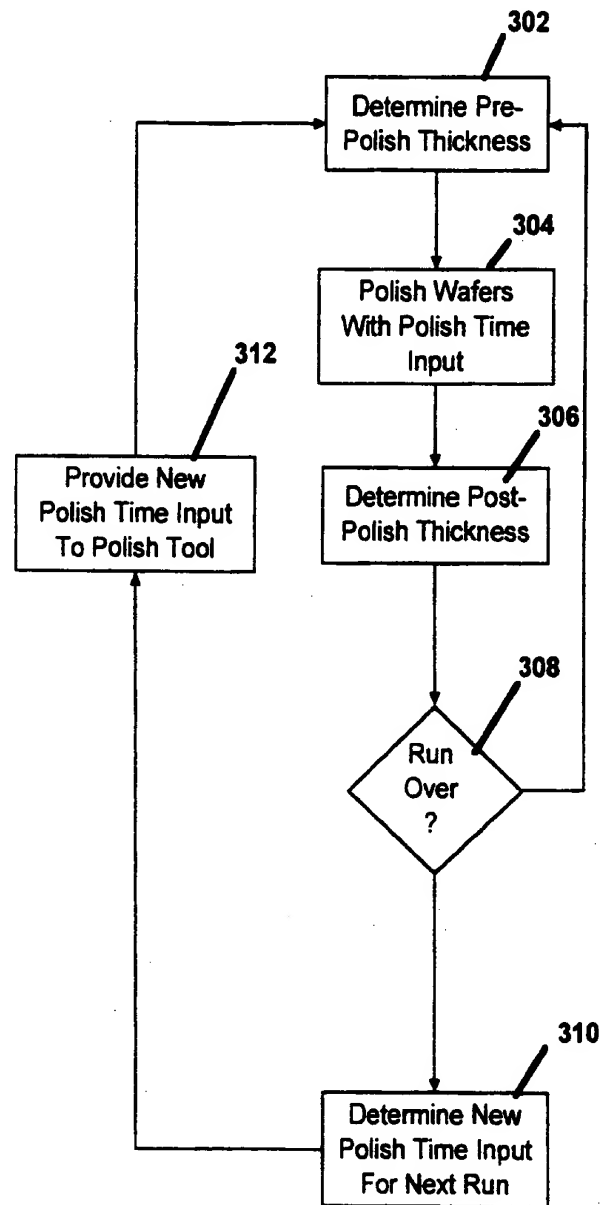 302
Determine Pre-
Polish Thickness
304
Polish Wafers
With Polish Time
Input
312
306
Provide New
Polish Time Input
To Polish Tool
Determine Post-
Polish Thickness
308
Run
Over
?
310
Determine New
Polish Time Input
For Next Run